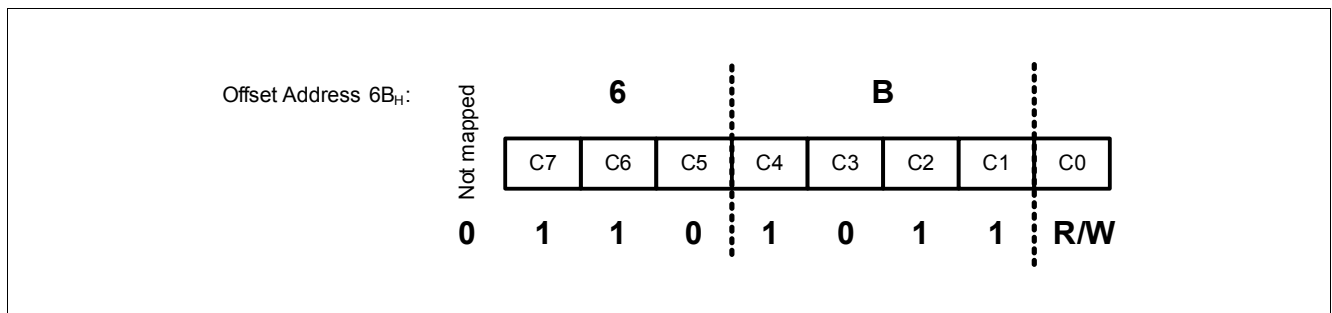 Offset Address 6BH:
Not mapped
6 B
C7 C6 C5 C4 C3 C2 C1 C0
0 1 1 0 1 0 1 1 R/W